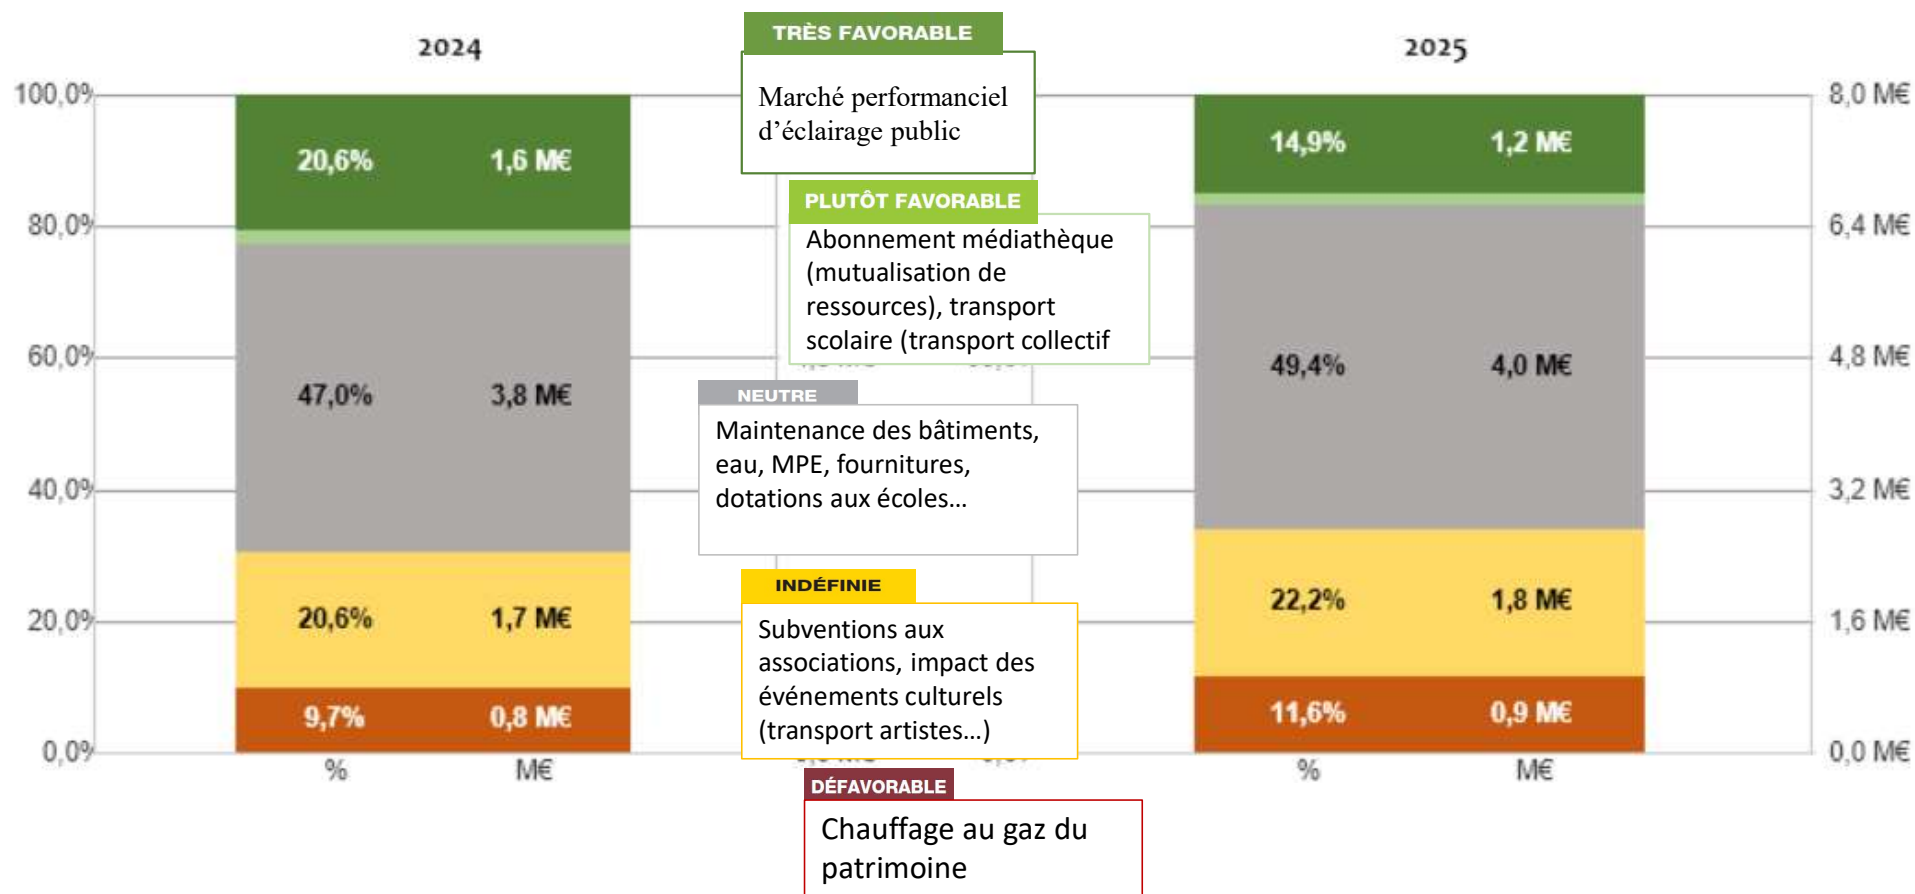 2024
100,0%
80,0%
60,0%
40,0%
20,0%
0,0%
20,6% 1,6 M€
47,0% 3,8 M€
20,6% 1,7 M€
9,7% 0,8 M€
% M€
TRÈS FAVORABLE
Marché performanciel
d’éclairage public
PLUTÔT FAVORABLE
Abonnement médiathèque
(mutualisation de
ressources), transport
scolaire (transport collectif
NEUTRE
Maintenance des bâtiments,
eau, MPE, fournitures,
dotations aux écoles…
INDÉFINIE
Subventions aux
associations, impact des
événements culturels
(transport artistes…)
DÉFAVORABLE
Chauffage au gaz du
patrimoine
2025
14,9% 1,2 M€
49,4% 4,0 M€
22,2% 1,8 M€
11,6% 0,9 M€
% M€
8,0 M€
6,4 M€
4,8 M€
3,2 M€
1,6 M€
0,0 M€